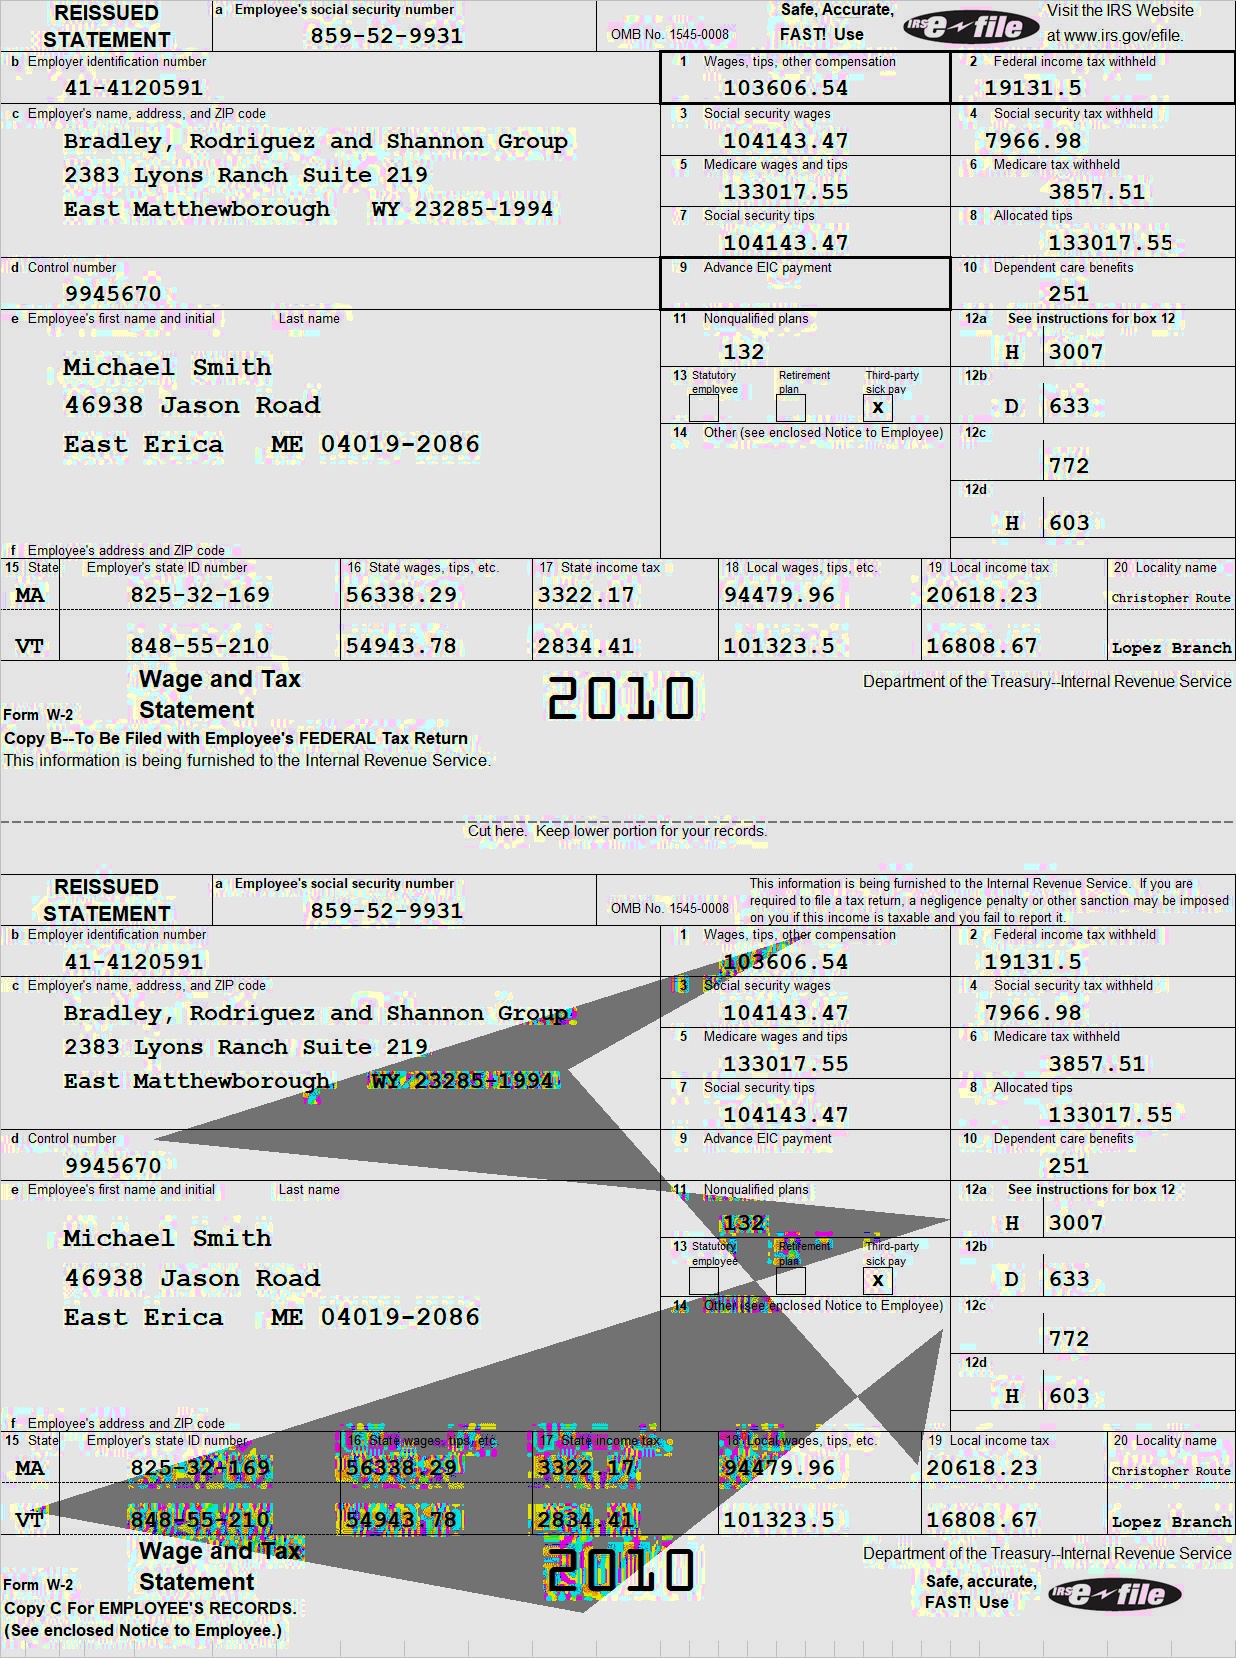 REISSUED STATEMENT
a Employee's social security number
859-52-9931
OMB No. 1545-0008
Safe, Accurate, FAST! Use
IRS e-file
Visit the IRS Website at www.irs.gov/efile.
b Employer identification number
41-4120591
1 Wages, tips, other compensation
103606.54
2 Federal income tax withheld
19131.5
c Employer's name, address, and ZIP code
Bradley, Rodriguez and Shannon Group
2383 Lyons Ranch Suite 219
East Matthewborough WY 23285-1994
3 Social security wages
104143.47
4 Social security tax withheld
7966.98
5 Medicare wages and tips
133017.55
6 Medicare tax withheld
3857.51
7 Social security tips
104143.47
8 Allocated tips
133017.55
d Control number
9945670
9 Advance EIC payment
10 Dependent care benefits
251
e Employee's first name and initial Last name
Michael Smith
46938 Jason Road
East Erica ME 04019-2086
11 Nonqualified plans
132
12a See instructions for box 12
H 3007
13 Statutory employee Retirement plan Third-party sick pay
X
12b
D 633
14 Other (see enclosed Notice to Employee)
12c
772
12d
H 603
f Employee's address and ZIP code
15 State Employer's state ID number 16 State wages, tips, etc. 17 State income tax 18 Local wages, tips, etc. 19 Local income tax 20 Locality name
MA 825-32-169 56338.29 3322.17 94479.96 20618.23 Christopher Route
VT 848-55-210 54943.78 2834.41 101323.5 16808.67 Lopez Branch
Form W-2 Wage and Tax Statement
2010
Department of the Treasury--Internal Revenue Service
Copy B--To Be Filed with Employee's FEDERAL Tax Return
This information is being furnished to the Internal Revenue Service.
Cut here. Keep lower portion for your records.
REISSUED STATEMENT
a Employee's social security number
859-52-9931
OMB No. 1545-0008
This information is being furnished to the Internal Revenue Service. If you are
required to file a tax return, a negligence penalty or other sanction may be imposed
on you if this income is taxable and you fail to report it.
b Employer identification number
41-4120591
1 Wages, tips, other compensation
103606.54
2 Federal income tax withheld
19131.5
c Employer's name, address, and ZIP code
Bradley, Rodriguez and Shannon Group
2383 Lyons Ranch Suite 219
East Matthewborough WY 23285-1994
3 Social security wages
104143.47
4 Social security tax withheld
7966.98
5 Medicare wages and tips
133017.55
6 Medicare tax withheld
3857.51
7 Social security tips
104143.47
8 Allocated tips
133017.55
d Control number
9945670
9 Advance EIC payment
10 Dependent care benefits
251
e Employee's first name and initial Last name
Michael Smith
46938 Jason Road
East Erica ME 04019-2086
11 Nonqualified plans
132
12a See instructions for box 12
H 3007
13 Statutory employee Retirement plan Third-party sick pay
X
12b
D 633
14 Other (see enclosed Notice to Employee)
12c
772
12d
H 603
f Employee's address and ZIP code
15 State Employer's state ID number 16 State wages, tips, etc. 17 State income tax 18 Local wages, tips, etc. 19 Local income tax 20 Locality name
MA 825-32-169 56338.29 3322.17 94479.96 20618.23 Christopher Route
VT 848-55-210 54943.78 2834.41 101323.5 16808.67 Lopez Branch
Form W-2 Wage and Tax Statement
2010
Department of the Treasury--Internal Revenue Service
Safe, accurate, FAST! Use
IRS e-file
Copy C For EMPLOYEE'S RECORDS.
(See enclosed Notice to Employee.)